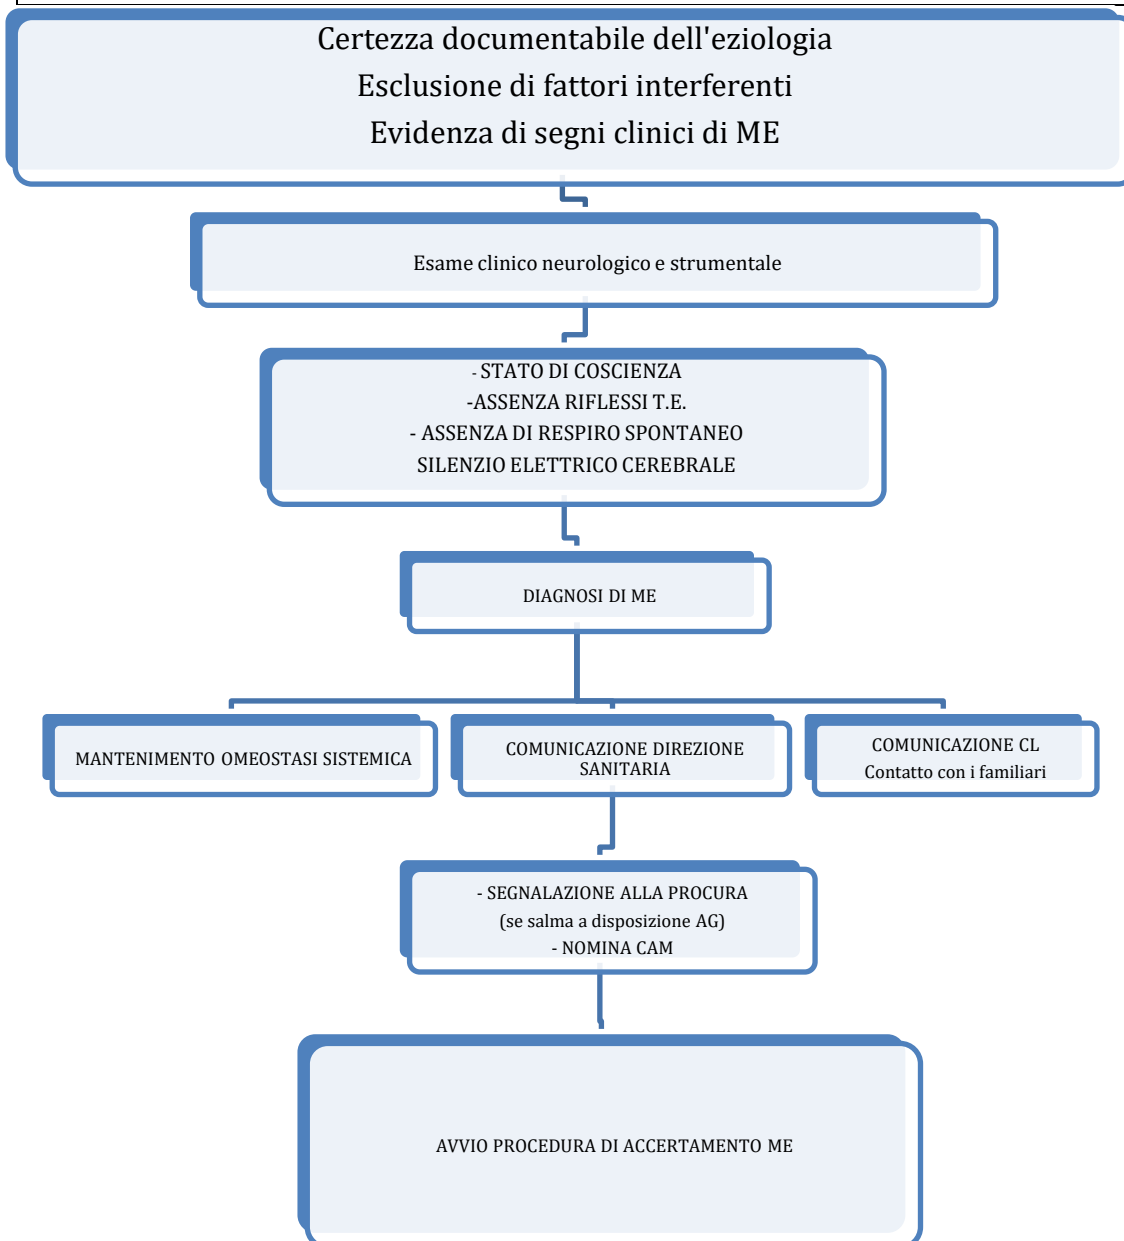 Certezza documentabile dell'eziologia
Esclusione di fattori interferenti
Evidenza di segni clinici di ME
Esame clinico neurologico e strumentale
- STATO DI COSCIENZA
-ASSENZA RIFLESSI T.E.
- ASSENZA DI RESPIRO SPONTANEO
SILENZIO ELETTRICO CEREBRALE
DIAGNOSI DI ME
MANTENIMENTO OMEOSTASI SISTEMICA
COMUNICAZIONE DIREZIONE
SANITARIA
COMUNICAZIONE CL
Contatto con i familiari
- SEGNALAZIONE ALLA PROCURA
(se salma a disposizione AG)
- NOMINA CAM
AVVIO PROCEDURA DI ACCERTAMENTO ME